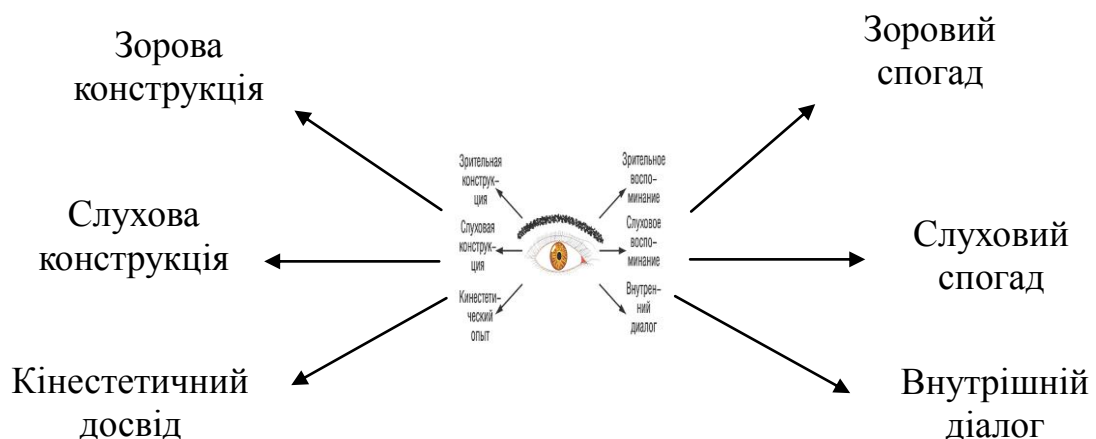 Зорова
конструкція
Зоровий
спогад
Зрительная
конструк-
ция
Зрительное
воспо-
минание
Слухова
конструкція
Слуховая
конструк-
ция
Слуховое
воспо-
минание
Слуховий
спогад
Кинестети-
ческий
опыт
Внутрен-
ний
диалог
Кінестетичний
досвід
Внутрішній
діалог